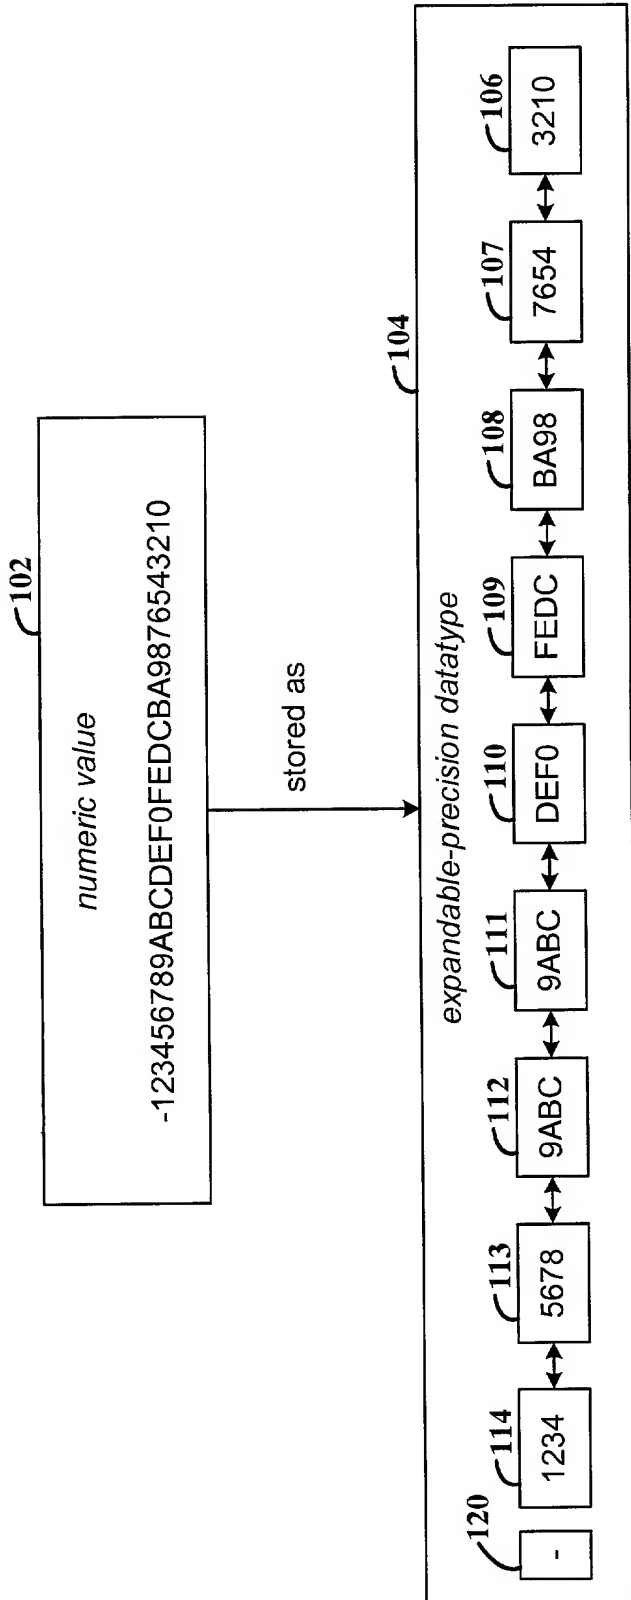 102
numeric value
-123456789ABCDEF0FEDCBA9876543210
stored as
104
expandable-precision datatype
120 114 113 112 111 110 109 108 107 106
- 1234 5678 9ABC 9ABC DEF0 FEDC BA98 7654 3210